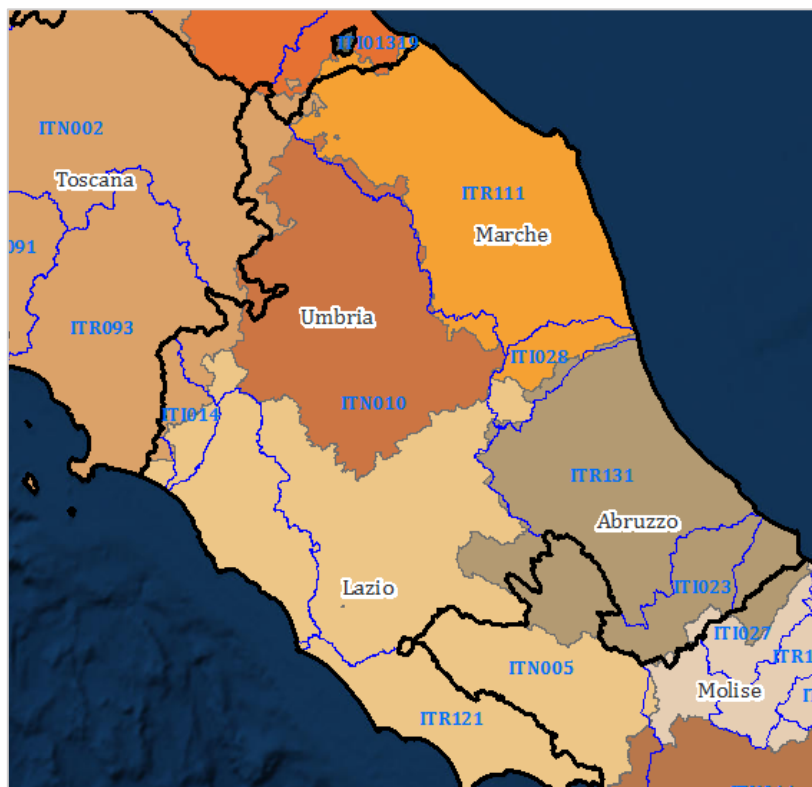 ITI01319
ITN002
Toscana
ITR111
Marche
091
ITR093
Umbria
ITI028
ITN010
ITI014
ITR131
Abruzzo
Lazio
ITI023
ITI027
ITR1
ITN005
Molise
ITR121